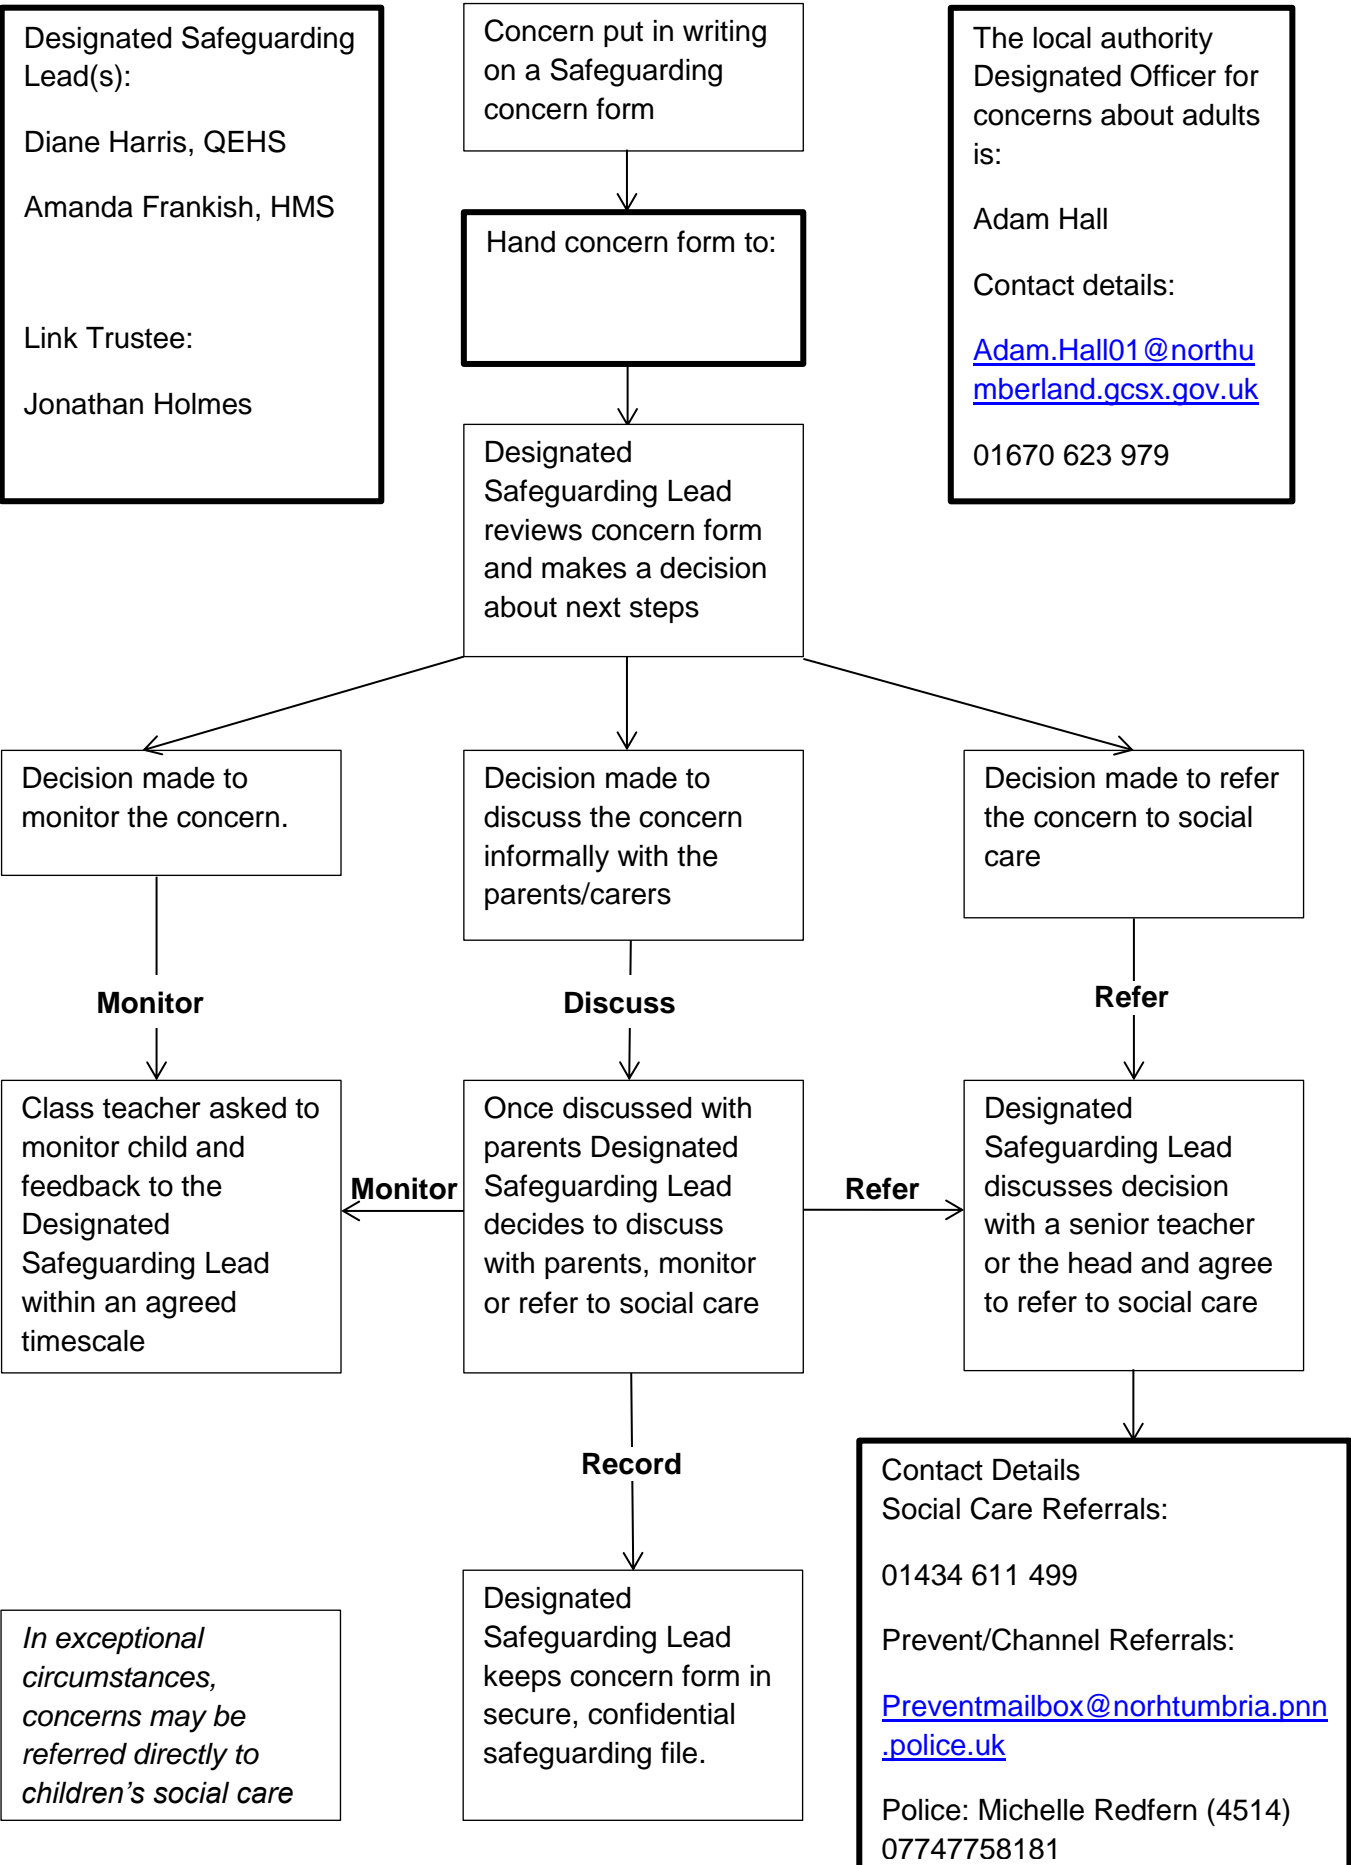 Designated Safeguarding
Lead(s):
Diane Harris, QEHS
Amanda Frankish, HMS
Link Trustee:
Jonathan Holmes
Concern put in writing
on a Safeguarding
concern form
The local authority
Designated Officer for
concerns about adults
is:
Adam Hall
Contact details:
Adam.Hall01@northu
mberland.gcsx.gov.uk
01670 623 979
Hand concern form to:
Designated
Safeguarding Lead
reviews concern form
and makes a decision
about next steps
Decision made to
monitor the concern.
Decision made to
discuss the concern
informally with the
parents/carers
Decision made to refer
the concern to social
care
Monitor
Discuss
Refer
Class teacher asked to
monitor child and
feedback to the
Designated
Safeguarding Lead
within an agreed
timescale
Monitor
Once discussed with
parents Designated
Safeguarding Lead
decides to discuss
with parents, monitor
or refer to social care
Refer
Designated
Safeguarding Lead
discusses decision
with a senior teacher
or the head and agree
to refer to social care
Record
In exceptional
circumstances,
concerns may be
referred directly to
children’s social care
Designated
Safeguarding Lead
keeps concern form in
secure, confidential
safeguarding file.
Contact Details
Social Care Referrals:
01434 611 499
Prevent/Channel Referrals:
Preventmailbox@norhtumbria.pnn
.police.uk
Police: Michelle Redfern (4514)
07747758181